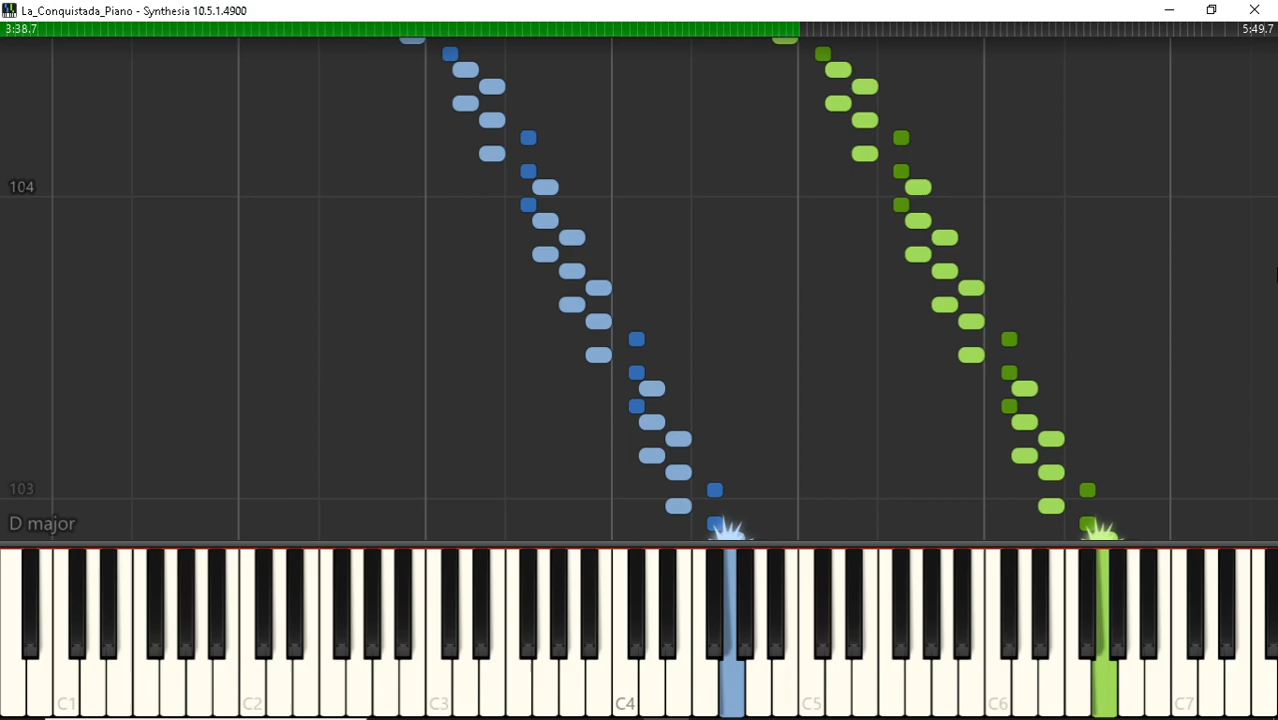 La_Conquistada_Piano - Synthesia 10.5.1.4900
3:38.7 5:49.7
104
103
D major
C1 C2 C3 C4 C5 C6 C7